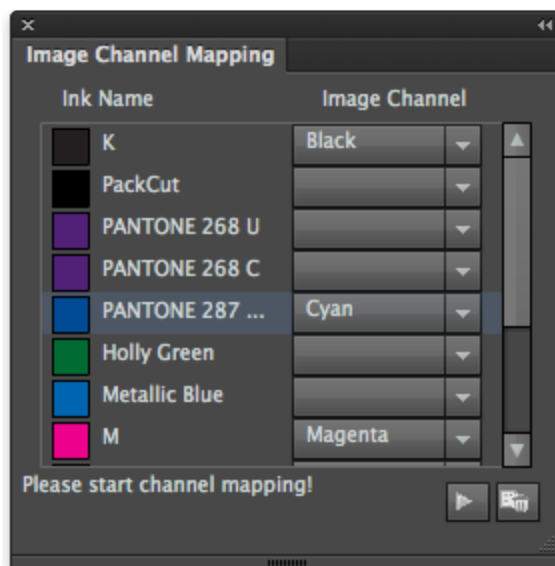 Image Channel Mapping
Ink Name Image Channel
K Black
PackCut
PANTONE 268 U
PANTONE 268 C
PANTONE 287 ... Cyan
Holly Green
Metallic Blue
M Magenta
Please start channel mapping!